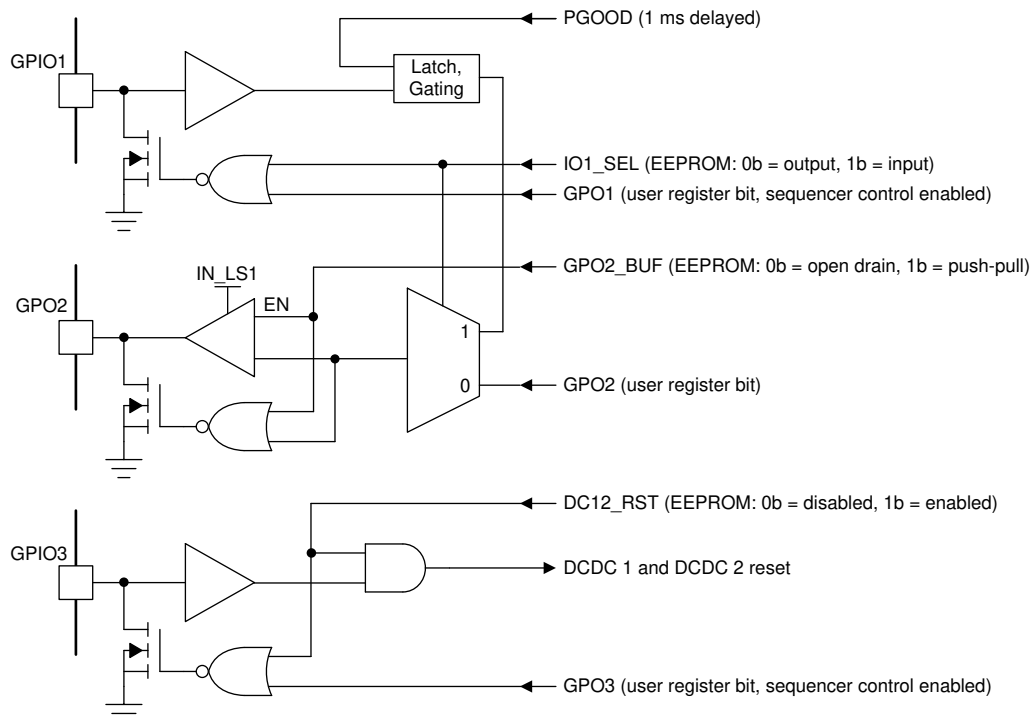 PGOOD (1 ms delayed)
GPIO1
Latch,
Gating
IO1_SEL (EEPROM: 0b = output, 1b = input)
GPO1 (user register bit, sequencer control enabled)
GPO2_BUF (EEPROM: 0b = open drain, 1b = push-pull)
IN_LS1
GPO2
EN
1
0
GPO2 (user register bit)
DC12_RST (EEPROM: 0b = disabled, 1b = enabled)
GPIO3
DCDC 1 and DCDC 2 reset
GPO3 (user register bit, sequencer control enabled)